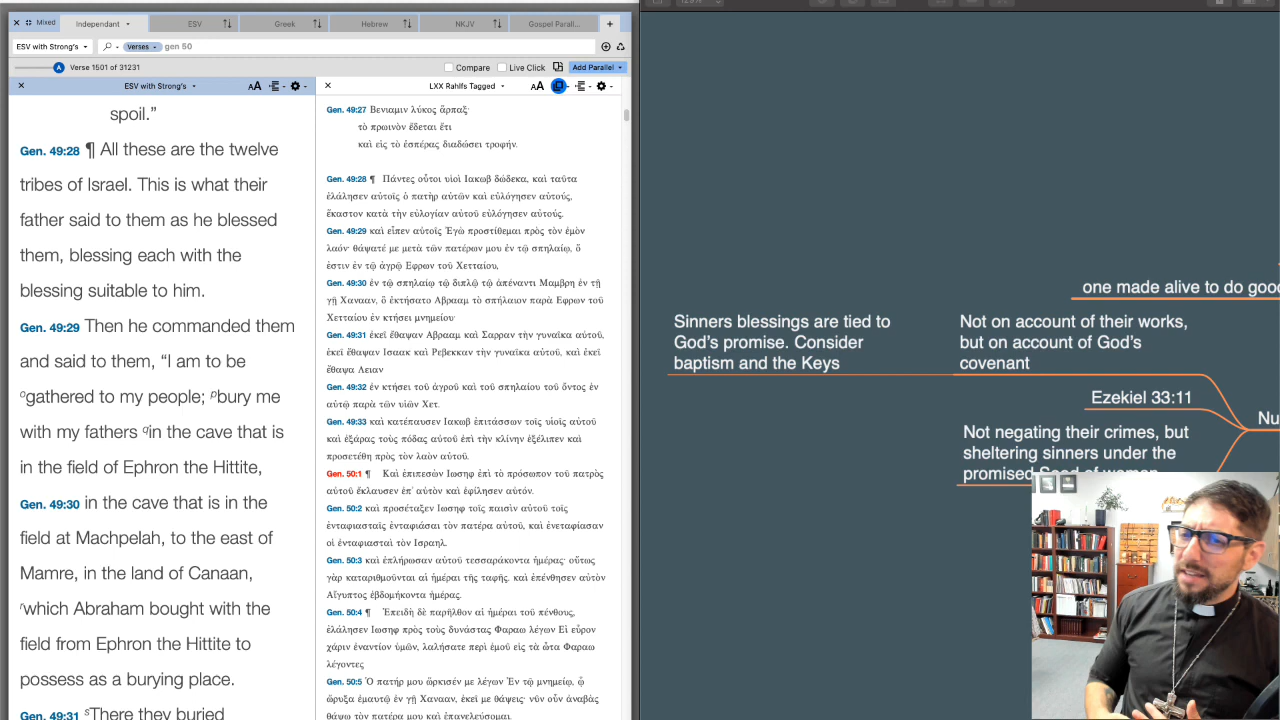 Mixed
Independant
ESV
Greek
Hebrew
NKJV
Gospel Parall...
+
ESV with Strong's
Verses
gen 50
A
Verse 1501 of 31231
Compare
Live Click
Add Parallel
ESV with Strong's
AA
LXX Rahlfs Tagged
AA
spoil.”
Gen. 49:28 ¶ All these are the twelve
tribes of Israel. This is what their
father said to them as he blessed
them, blessing each with the
blessing suitable to him.
Gen. 49:29 Then he commanded them
and said to them, “I am to be
ogathered to my people; pbury me
with my fathers qin the cave that is
in the field of Ephron the Hittite,
Gen. 49:30 in the cave that is in the
field at Machpelah, to the east of
Mamre, in the land of Canaan,
rwhich Abraham bought with the
field from Ephron the Hittite to
possess as a burying place.
Gen. 49:31 sThere they buried
Gen. 49:27 Βενιαμιν λύκος ἅρπαξ·
τὸ πρωινὸν ἔδεται ἔτι
καὶ εἰς τὸ ἑσπέρας διαδώσει τροφήν.
Gen. 49:28 ¶ Πάντες οὗτοι υἱοὶ Ιακωβ δώδεκα, καὶ ταῦτα
ἐλάλησεν αὐτοῖς ὁ πατὴρ αὐτῶν καὶ εὐλόγησεν αὐτούς,
ἕκαστον κατὰ τὴν εὐλογίαν αὐτοῦ εὐλόγησεν αὐτούς.
Gen. 49:29 καὶ εἶπεν αὐτοῖς Ἐγὼ προστίθεμαι πρὸς τὸν ἐμὸν
λαόν· θάψατέ με μετὰ τῶν πατέρων μου ἐν τῷ σπηλαίῳ, ὅ
ἐστιν ἐν τῷ ἀγρῷ Εφρων τοῦ Χετταίου,
Gen. 49:30 ἐν τῷ σπηλαίῳ τῷ διπλῷ τῷ ἀπέναντι Μαμβρη ἐν τῇ
γῇ Χανααν, ὃ ἐκτήσατο Αβρααμ τὸ σπήλαιον παρὰ Εφρων τοῦ
Χετταίου ἐν κτήσει μνημείου·
Gen. 49:31 ἐκεῖ ἔθαψαν Αβρααμ καὶ Σαρραν τὴν γυναῖκα αὐτοῦ,
ἐκεῖ ἔθαψαν Ισαακ καὶ Ρεβεκκαν τὴν γυναῖκα αὐτοῦ, καὶ ἐκεῖ
ἔθαψα Λειαν
Gen. 49:32 ἐν κτήσει τοῦ ἀγροῦ καὶ τοῦ σπηλαίου τοῦ ὄντος ἐν
αὐτῷ παρὰ τῶν υἱῶν Χετ.
Gen. 49:33 καὶ κατέπαυσεν Ιακωβ ἐπιτάσσων τοῖς υἱοῖς αὐτοῦ
καὶ ἐξάρας τοὺς πόδας αὐτοῦ ἐπὶ τὴν κλίνην ἐξέλιπεν καὶ
προσετέθη πρὸς τὸν λαὸν αὐτοῦ.
Gen. 50:1 ¶ Καὶ ἐπιπεσὼν Ιωσηφ ἐπὶ τὸ πρόσωπον τοῦ πατρὸς
αὐτοῦ ἔκλαυσεν ἐπ᾽ αὐτὸν καὶ ἐφίλησεν αὐτόν.
Gen. 50:2 καὶ προσέταξεν Ιωσηφ τοῖς παισὶν αὐτοῦ τοῖς
ἐνταφιασταῖς ἐνταφιάσαι τὸν πατέρα αὐτοῦ, καὶ ἐνεταφίασαν
οἱ ἐνταφιασταὶ τὸν Ισραηλ.
Gen. 50:3 καὶ ἐπλήρωσαν αὐτοῦ τεσσαράκοντα ἡμέρας· οὕτως
γὰρ καταριθμοῦνται αἱ ἡμέραι τῆς ταφῆς. καὶ ἐπένθησεν αὐτὸν
Αἴγυπτος ἑβδομήκοντα ἡμέρας.
Gen. 50:4 ¶ Ἐπειδὴ δὲ παρῆλθον αἱ ἡμέραι τοῦ πένθους,
ἐλάλησεν Ιωσηφ πρὸς τοὺς δυνάστας Φαραω λέγων Εἰ εὗρον
χάριν ἐναντίον ὑμῶν, λαλήσατε περὶ ἐμοῦ εἰς τὰ ὦτα Φαραω
λέγοντες
Gen. 50:5 Ὁ πατήρ μου ὥρκισέν με λέγων Ἐν τῷ μνημείῳ, ᾧ
ὤρυξα ἐμαυτῷ ἐν γῇ Χανααν, ἐκεῖ με θάψεις· νῦν οὖν ἀναβὰς
θάψω τὸν πατέρα μου καὶ ἐπανελεύσομαι.
one made alive to do good
Sinners blessings are tied to
God’s promise. Consider
baptism and the Keys
Not on account of their works,
but on account of God’s
covenant
Ezekiel 33:11
Nu
Not negating their crimes, but
sheltering sinners under the
promised Seed of woman